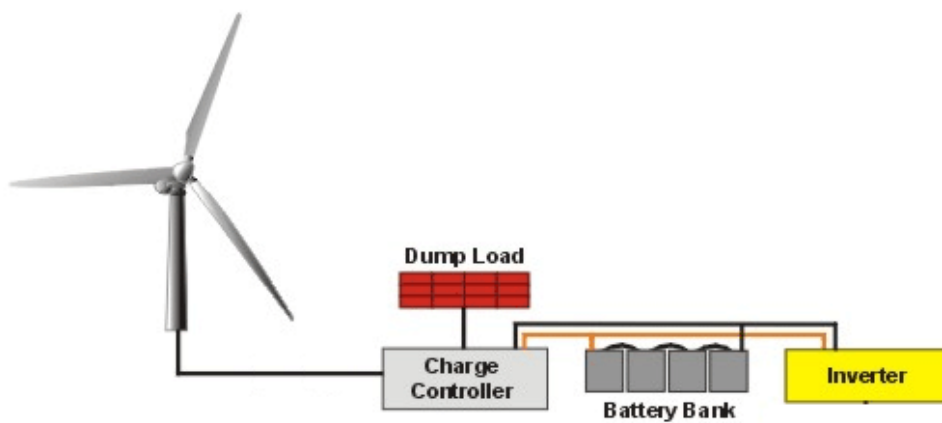 Dump Load
Charge
Controller
Battery Bank
Inverter